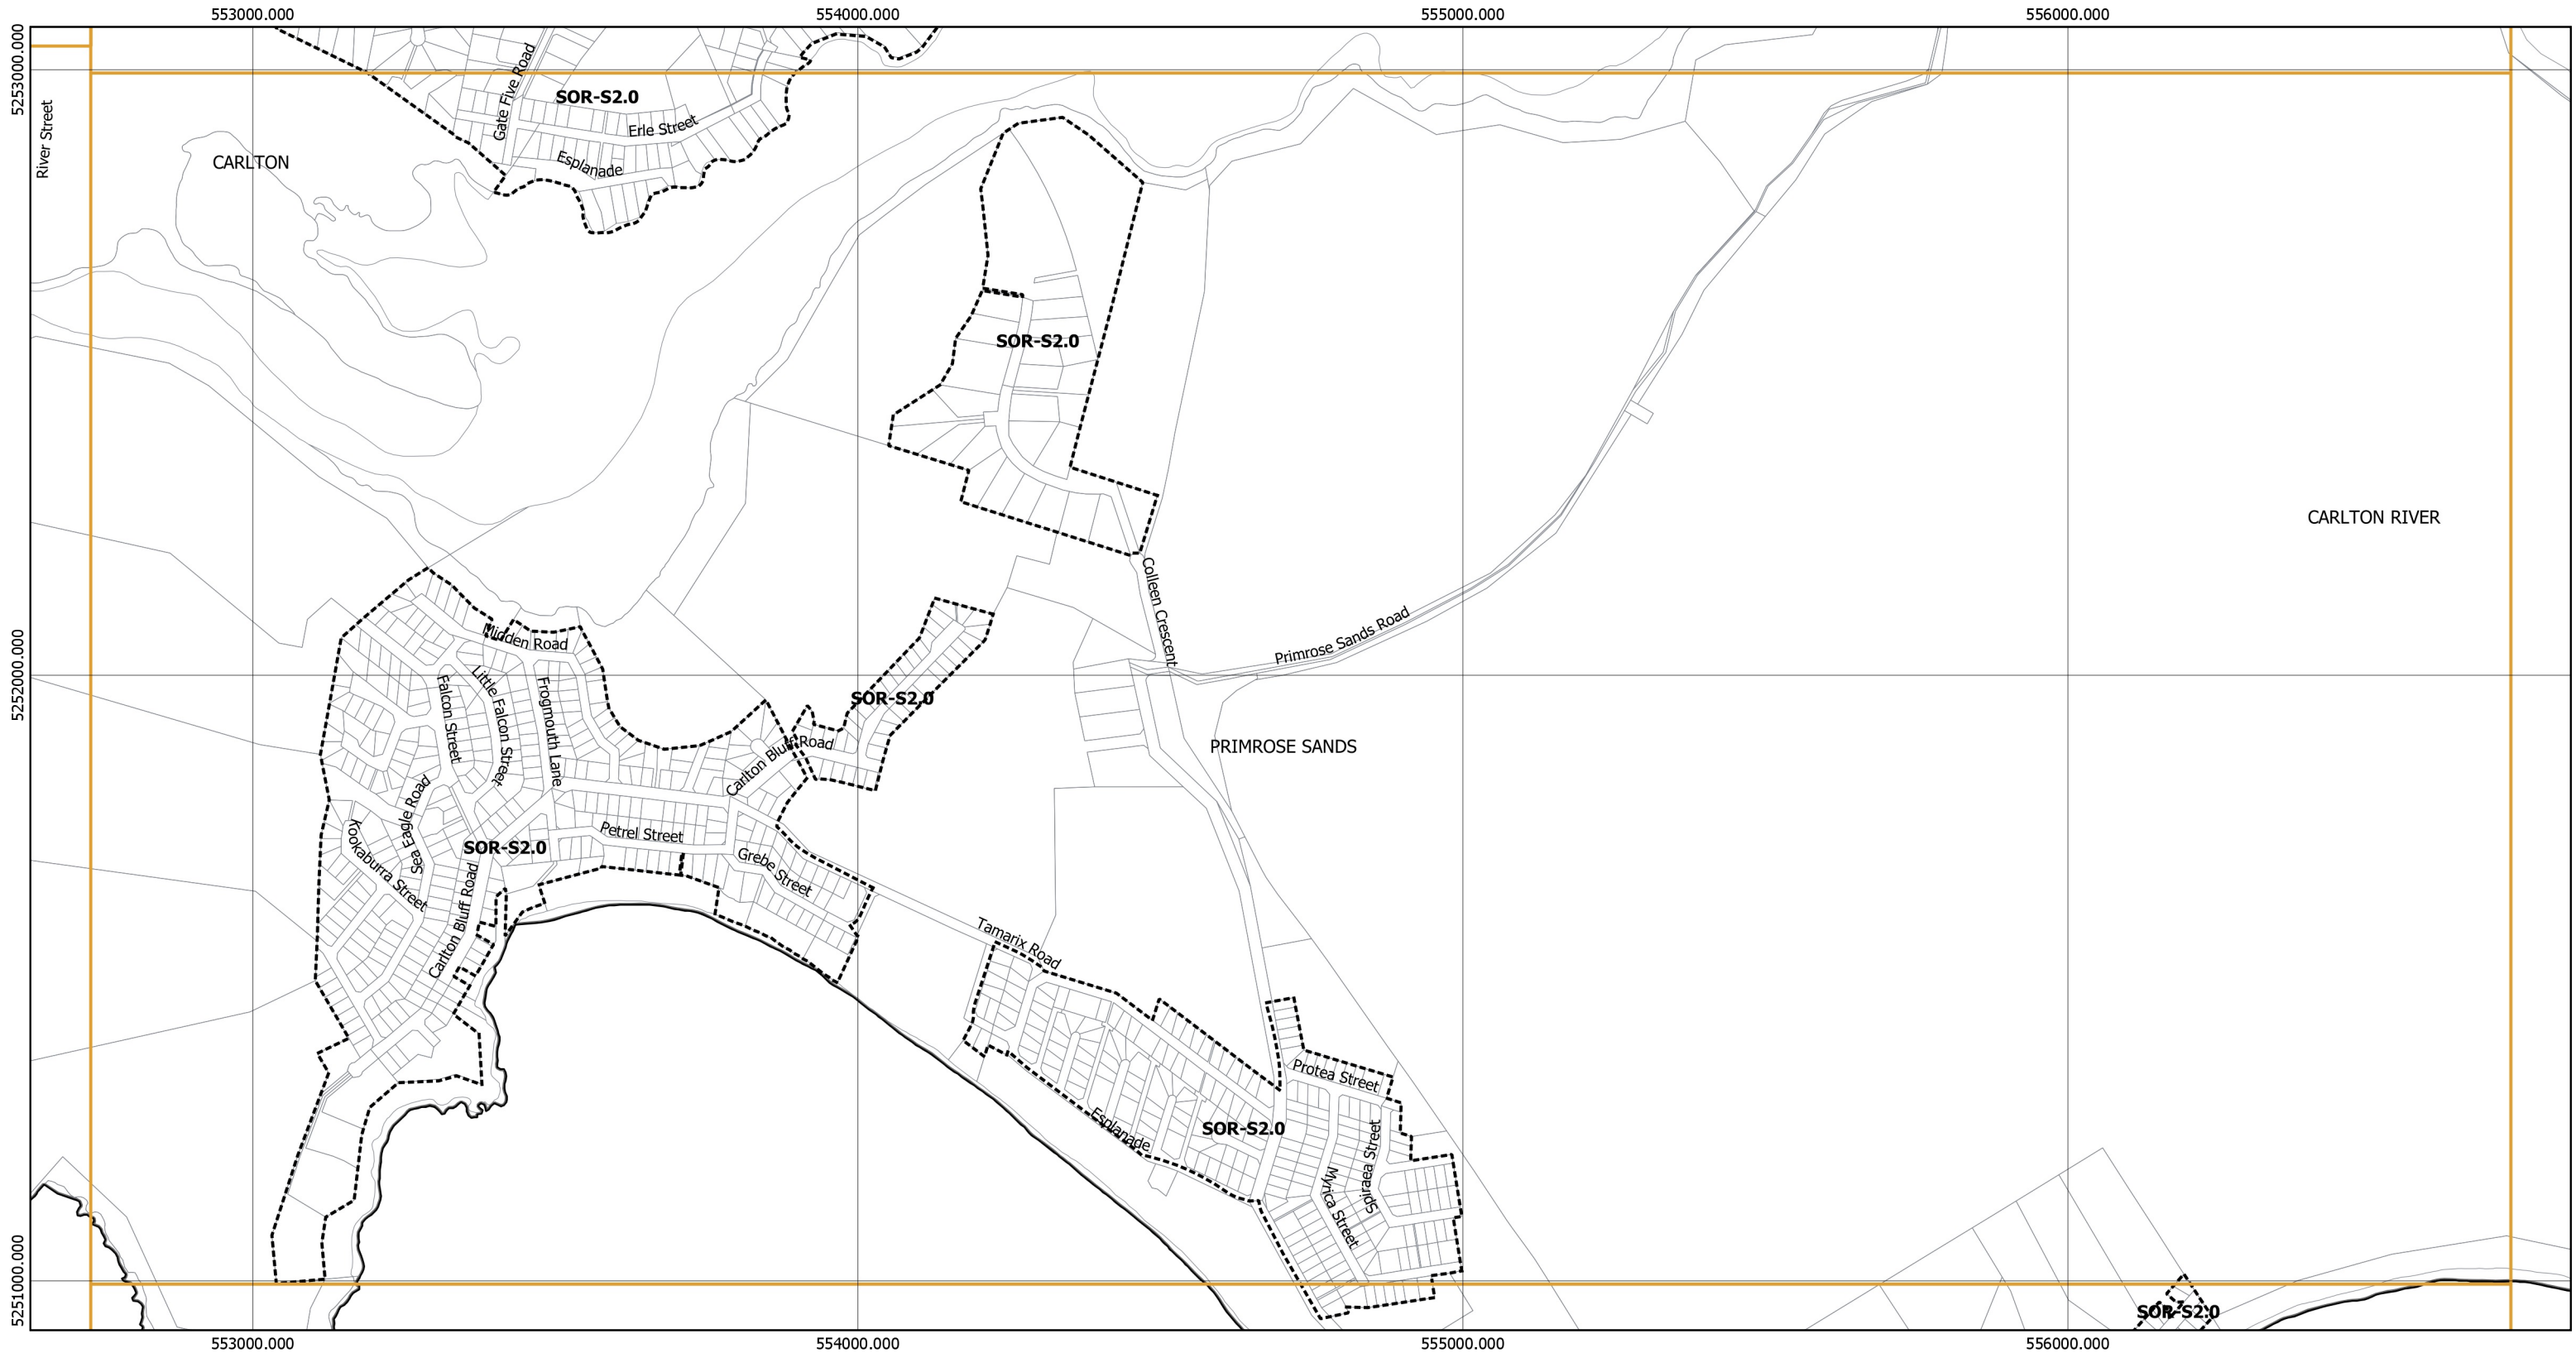 553000.000
554000.000
555000.000
556000.000
5253000.000
River Street
Gate Five Road
SOR-S2.0
Erle Street
Esplanade
CARLTON
SOR-S2.0
CARLTON RIVER
Colleen Crescent
Primrose Sands Road
5252000.000
Midden Road
Falcon Street
Little Falcon Street
Frogmouth Lane
SOR-S2.0
Carlton Bluff Road
PRIMROSE SANDS
Sea Eagle Road
Kookaburra Street
Petrel Street
SOR-S2.0
Grebe Street
Carlton Bluff Road
Tamarix Road
Protea Street
Esplanade
SOR-S2.0
Spiraea Street
Myrica Street
5251000.000
SOR-S2.0
553000.000
554000.000
555000.000
556000.000